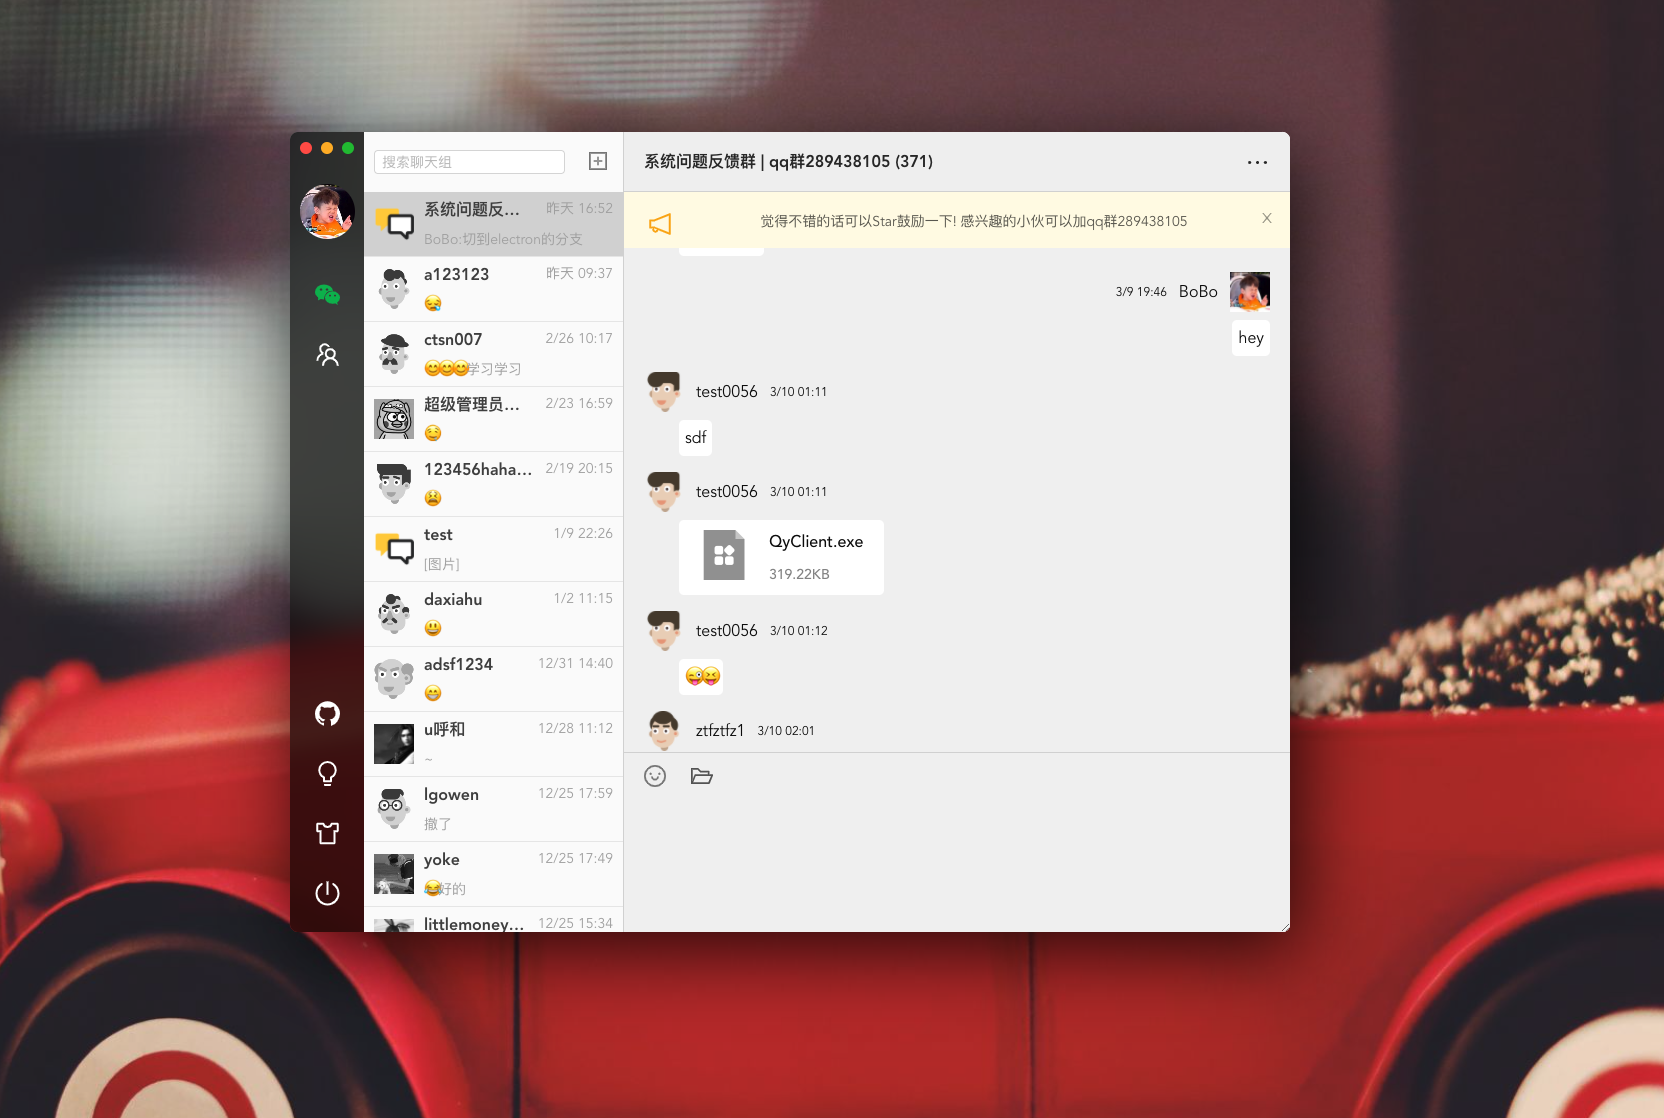 搜索聊天组
系统问题反... 昨天 16:52
BoBo:切到electron的分支
a123123 昨天 09:37
😪
ctsn007 2/26 10:17
😊😊😊学习学习
超级管理员... 2/23 16:59
123456haha... 2/19 20:15
😫
test 1/9 22:26
[图片]
daxiahu 1/2 11:15
😃
adsf1234 12/31 14:40
😁
u呼和 12/28 11:12
~
lgowen 12/25 17:59
撤了
yoke 12/25 17:49
😂好的
littlemoney... 12/25 15:34
系统问题反馈群 | qq群289438105 (371)
觉得不错的话可以Star鼓励一下! 感兴趣的小伙可以加qq群289438105
3/9 19:46 BoBo
hey
test0056 3/10 01:11
sdf
test0056 3/10 01:11
QyClient.exe
319.22KB
test0056 3/10 01:12
😜😝
ztfztfz1 3/10 02:01